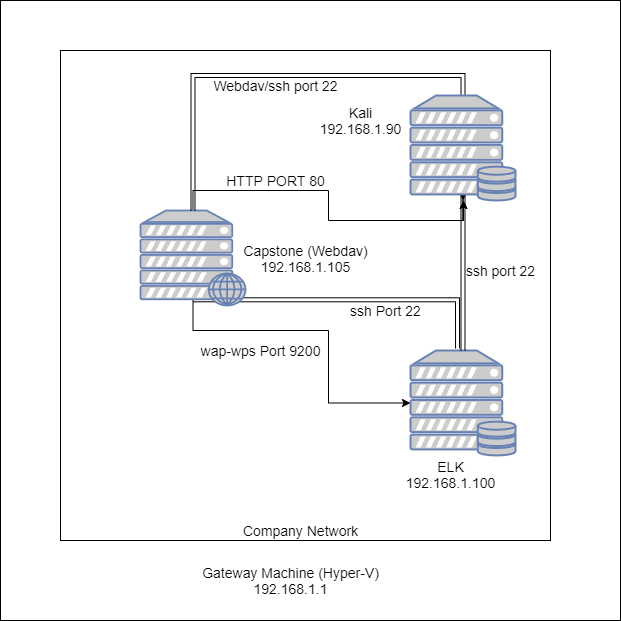 Webdav/ssh port 22
Kali
192.168.1.90
HTTP PORT 80
Capstone (Webdav)
192.168.1.105
ssh port 22
ssh Port 22
wap-wps Port 9200
ELK
192.168.1.100
Company Network
Gateway Machine (Hyper-V)
192.168.1.1